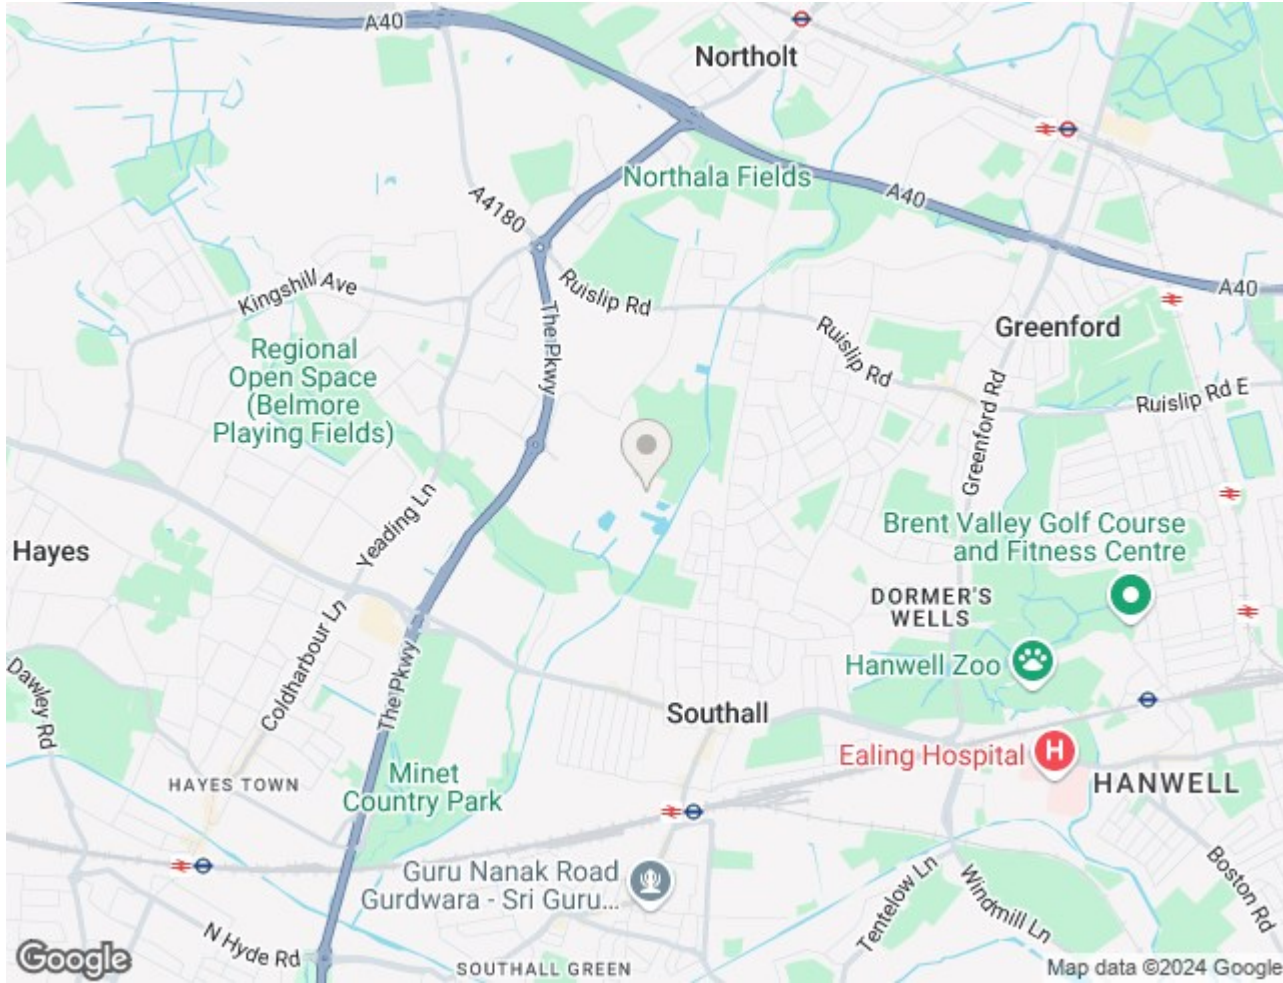 A40
Northolt
Northala Fields
A40
A4180
Kingshill Ave
Ruislip Rd
The Pkwy
A40
Ruislip Rd
Greenford
Regional
Open Space
(Belmore
Playing Fields)
Ruislip Rd E
Greenford Rd
Yeading Ln
Brent Valley Golf Course
and Fitness Centre
Hayes
DORMER'S
WELLS
Coldharbour Ln
Hanwell Zoo
Dawley Rd
The Pkwy
Southall
Ealing Hospital
H
HANWELL
HAYES TOWN
Minet
Country Park
Guru Nanak Road
Gurdwara - Sri Guru...
Tentelow Ln
Windmill Ln
Boston Rd
N Hyde Rd
SOUTHALL GREEN
Google
Map data ©2024 Google